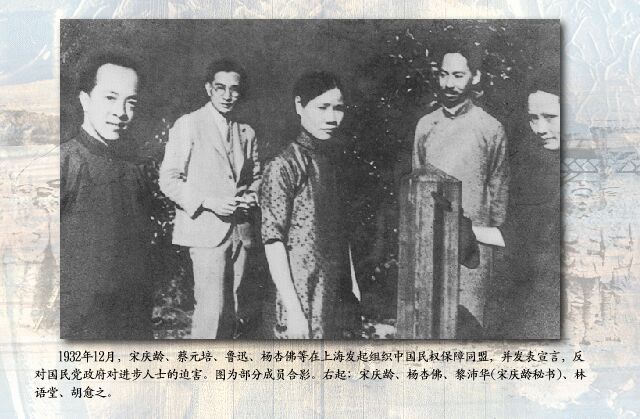 1932年12月，宋庆龄、蔡元培、鲁迅、杨杏佛等在上海发起组织中国民权保障同盟，并发表宣言，反
对国民党政府对进步人士的迫害。图为部分成员合影。右起：宋庆龄、杨杏佛、黎沛华(宋庆龄秘书)、林
语堂、胡愈之。